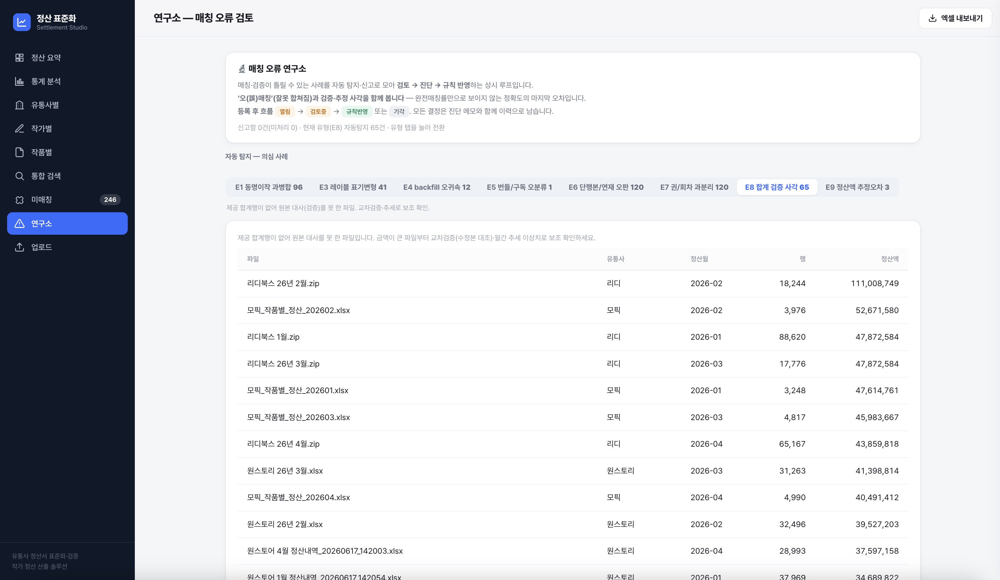 정산 표준화
Settlement Studio
정산 요약
통계 분석
유통사별
작가별
작품별
통합 검색
미매칭 246
연구소
업로드
유통사 정산서 표준화·검증
작가 정산 산출 솔루션
연구소 — 매칭 오류 검토
엑셀 내보내기
🔬 매칭 오류 연구소
매칭·검증이 틀릴 수 있는 사례를 자동 탐지·신고로 모아 검토 → 진단 → 규칙 반영하는 상시 루프입니다.
‘오(誤)매칭’(잘못 합쳐짐)과 검증·추정 사각을 함께 봅니다 — 완전매칭률만으로 보이지 않는 정확도의 마지막 오차입니다.
등록 후 흐름 열림 → 검토중 → 규칙반영 또는 기각. 모든 결정은 진단 메모와 함께 이력으로 남습니다.
신고함 0건(미처리 0) · 현재 유형(E8) 자동탐지 65건 · 유형 탭을 눌러 전환
자동 탐지 — 의심 사례
E1 동명이작 과병합 96 E3 레이블 표기변형 41 E4 backfill 오귀속 12 E5 번들/구독 오분류 1 E6 단행본/연재 오판 120 E7 권/회차 과분리 120 E8 합계 검증 사각 65 E9 정산액 추정오차 3
제공 합계행이 없어 원본 대사(검증)를 못 한 파일. 교차검증·추세로 보조 확인.
제공 합계행이 없어 원본 대사를 못 한 파일입니다. 금액이 큰 파일부터 교차검증(수정본 대조)·월간 추세 이상치로 보조 확인하세요.
파일 유통사 정산월 행 정산액
리디북스 26년 2월.zip 리디 2026-02 18,244 111,008,749
모픽_작품별_정산_202602.xlsx 모픽 2026-02 3,976 52,671,580
리디북스 1월.zip 리디 2026-01 88,620 47,872,584
리디북스 26년 3월.zip 리디 2026-03 17,776 47,872,584
모픽_작품별_정산_202601.xlsx 모픽 2026-01 3,248 47,614,761
모픽_작품별_정산_202603.xlsx 모픽 2026-03 4,817 45,983,667
리디북스 26년 4월.zip 리디 2026-04 65,167 43,859,818
원스토리 26년 3월.xlsx 원스토리 2026-03 31,263 41,398,814
모픽_작품별_정산_202604.xlsx 모픽 2026-04 4,990 40,491,412
원스토리 26년 2월.xlsx 원스토리 2026-02 32,496 39,527,203
원스토어 4월 정산내역_20260617_142003.xlsx 원스토리 2026-04 28,993 37,597,158
원스토어 1월 정산내역_20260617_142054.xlsx 원스토리 2026-01 37,969 34,689,822